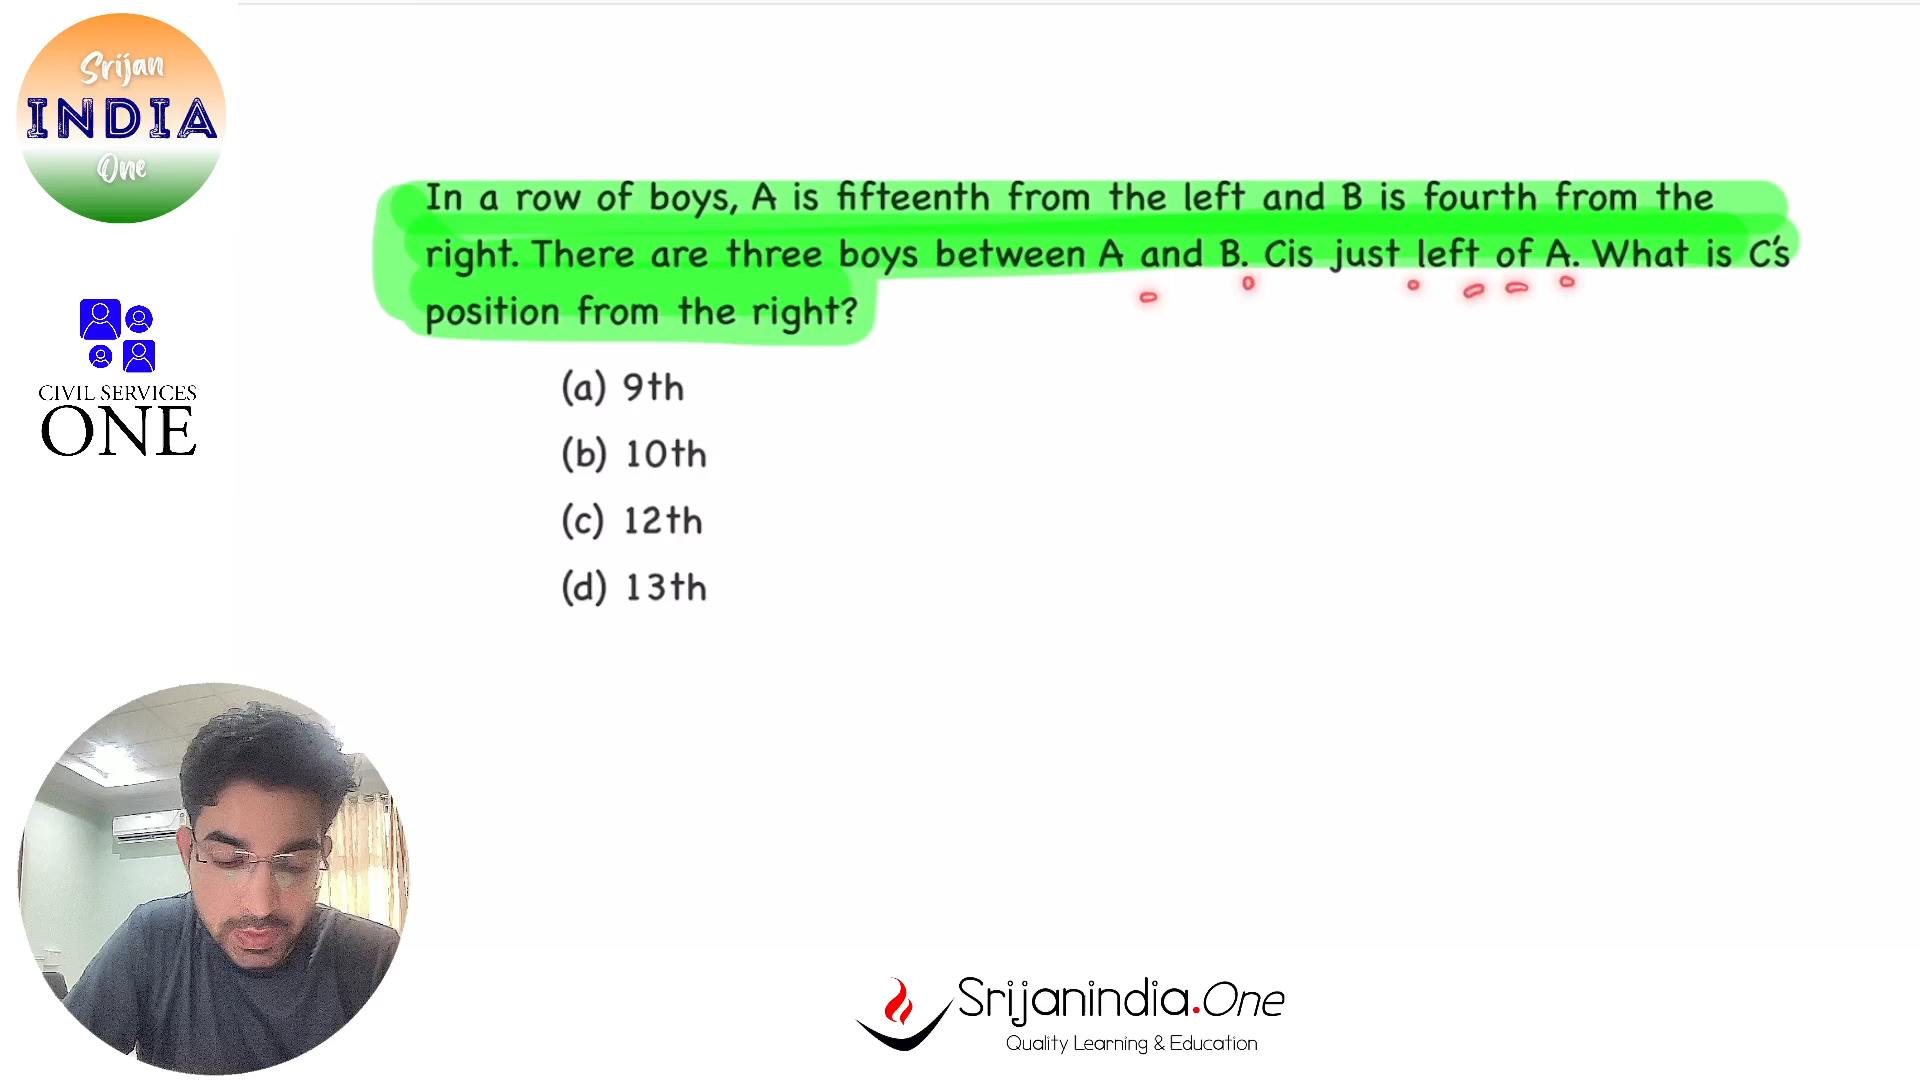 Srijan
INDIA
One
CIVIL SERVICES
ONE
In a row of boys, A is fifteenth from the left and B is fourth from the
right. There are three boys between A and B. Cis just left of A. What is C's
position from the right?
(a) 9th
(b) 10th
(c) 12th
(d) 13th
Srijanindia.One
Quality Learning & Education